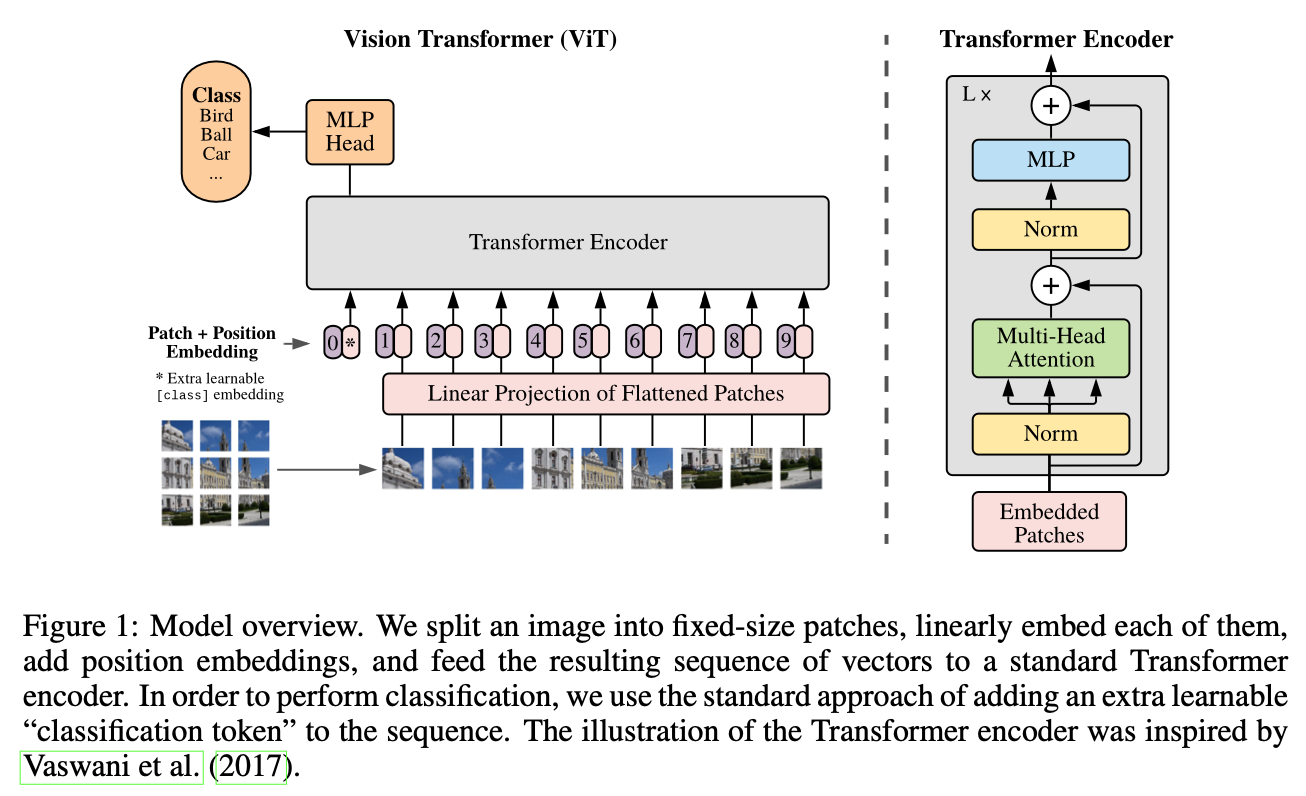 Vision Transformer (ViT)
Class
Bird
Ball
Car
...
MLP
Head
Transformer Encoder
Patch + Position
Embedding
0 * 1 2 3 4 5 6 7 8 9
* Extra learnable
[class] embedding
Linear Projection of Flattened Patches
Transformer Encoder
L ×
+
MLP
Norm
+
Multi-Head
Attention
Norm
Embedded
Patches
Figure 1: Model overview. We split an image into fixed-size patches, linearly embed each of them,
add position embeddings, and feed the resulting sequence of vectors to a standard Transformer
encoder. In order to perform classification, we use the standard approach of adding an extra learnable
“classification token” to the sequence. The illustration of the Transformer encoder was inspired by
Vaswani et al. (2017).